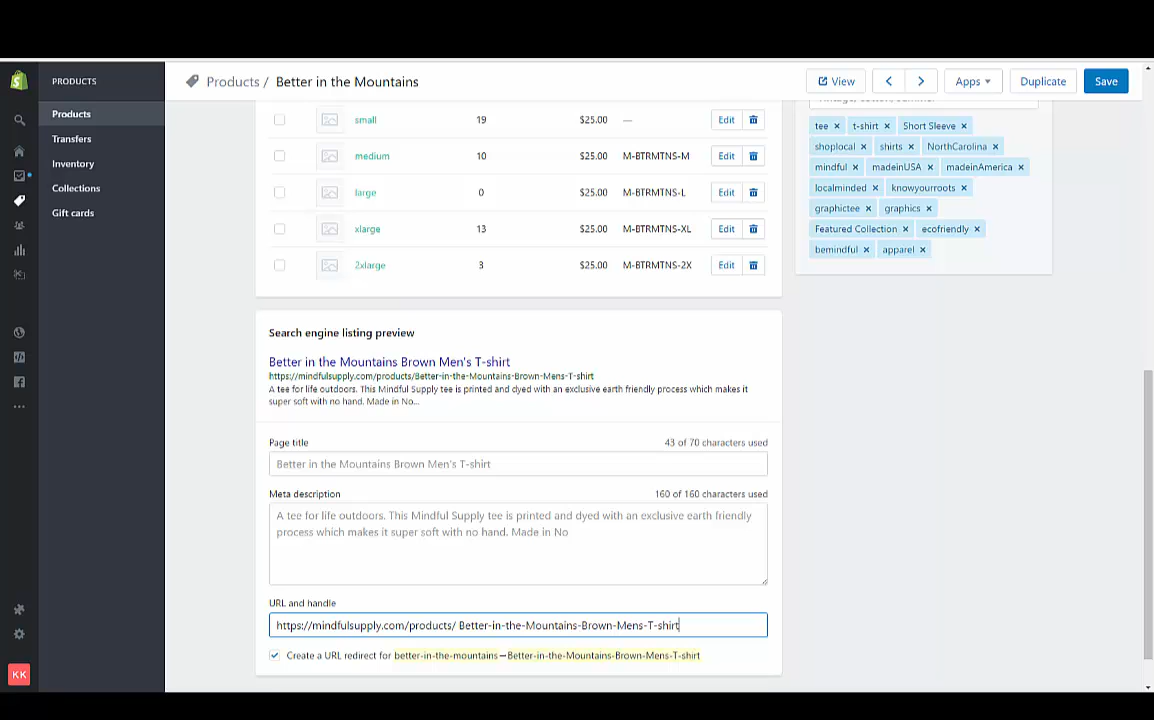 PRODUCTS
Products
Transfers
Inventory
Collections
Gift cards
KK
Products / Better in the Mountains
View
Apps
Duplicate
Save
small 19 $25.00 — Edit
medium 10 $25.00 M-BTRMTNS-M Edit
large 0 $25.00 M-BTRMTNS-L Edit
xlarge 13 $25.00 M-BTRMTNS-XL Edit
2xlarge 3 $25.00 M-BTRMTNS-2X Edit
tee × t-shirt × Short Sleeve ×
shoplocal × shirts × NorthCarolina ×
mindful × madeinUSA × madeinAmerica ×
localminded × knowyourroots ×
graphictee × graphics ×
Featured Collection × ecofriendly ×
bemindful × apparel ×
Search engine listing preview
Better in the Mountains Brown Men's T-shirt
https://mindfulsupply.com/products/Better-in-the-Mountains-Brown-Mens-T-shirt
A tee for life outdoors. This Mindful Supply tee is printed and dyed with an exclusive earth friendly process which makes it
super soft with no hand. Made in No...
Page title 43 of 70 characters used
Better in the Mountains Brown Men's T-shirt
Meta description 160 of 160 characters used
A tee for life outdoors. This Mindful Supply tee is printed and dyed with an exclusive earth friendly
process which makes it super soft with no hand. Made in No
URL and handle
https://mindfulsupply.com/products/ Better-in-the-Mountains-Brown-Mens-T-shirt
Create a URL redirect for better-in-the-mountains—Better-in-the-Mountains-Brown-Mens-T-shirt